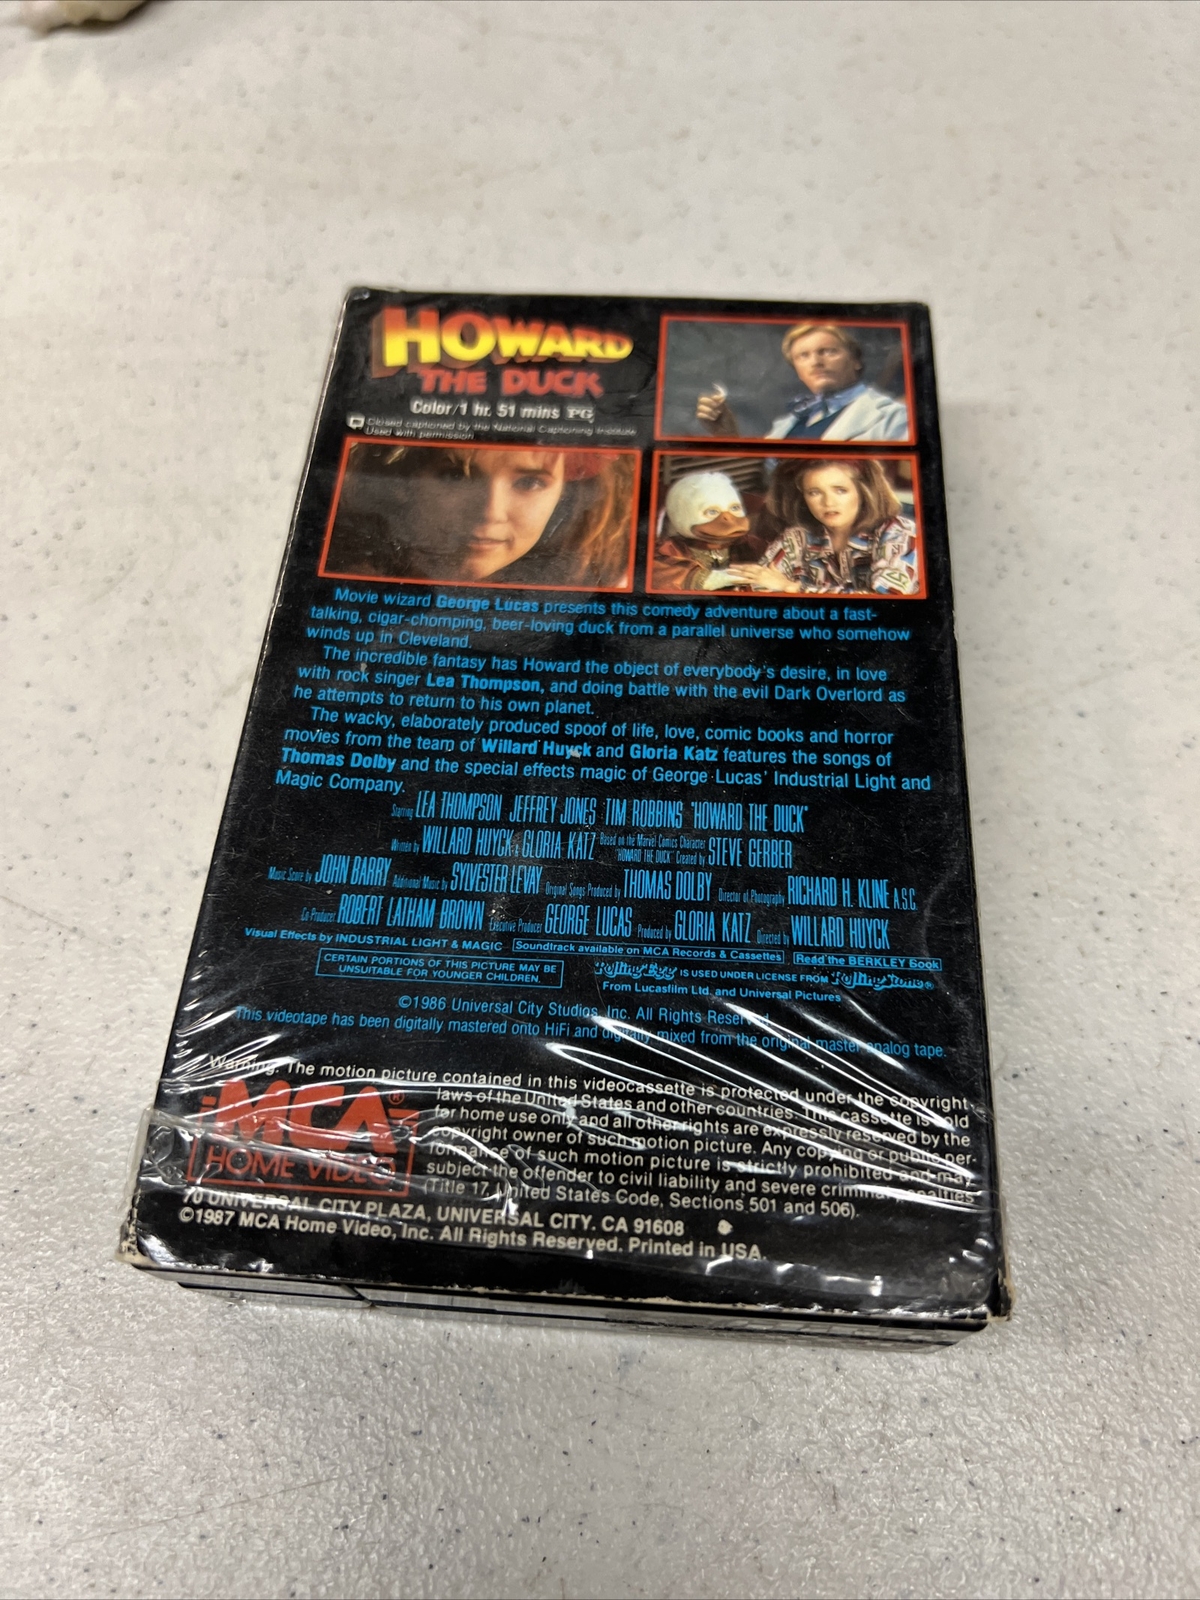 HOWARD
THE DUCK
Color/1 hr. 51 mins PG
Closed captioned by the National Captioning Institute
Used with permission
Movie wizard George Lucas presents this comedy adventure about a fast-
talking, cigar-chomping, beer-loving duck from a parallel universe who somehow
winds up in Cleveland.
The incredible fantasy has Howard the object of everybody's desire, in love
with rock singer Lea Thompson, and doing battle with the evil Dark Overlord as
he attempts to return to his own planet.
The wacky, elaborately produced spoof of life, love, comic books and horror
movies from the team of Willard Huyck and Gloria Katz features the songs of
Thomas Dolby and the special effects magic of George Lucas' Industrial Light and
Magic Company.
Starring LEA THOMPSON JEFFREY JONES TIM ROBBINS "HOWARD THE DUCK"
Written by WILLARD HUYCK & GLORIA KATZ Based on the Marvel Comics Character "HOWARD THE DUCK" Created by STEVE GERBER
Music Score by JOHN BARRY Additional Music by SYLVESTER LEVAY Original Songs Produced by THOMAS DOLBY Director of Photography RICHARD H. KLINE A.S.C.
Co Producer ROBERT LATHAM BROWN Executive Producer GEORGE LUCAS Produced by GLORIA KATZ Directed by WILLARD HUYCK
Visual Effects by INDUSTRIAL LIGHT & MAGIC Soundtrack available on MCA Records & Cassettes Read the BERKLEY Book
CERTAIN PORTIONS OF THIS PICTURE MAY BE
UNSUITABLE FOR YOUNGER CHILDREN.
Rolling Egg IS USED UNDER LICENSE FROM Rolling Stone®
From Lucasfilm Ltd. and Universal Pictures
©1986 Universal City Studios, Inc. All Rights Reserved
This videotape has been digitally mastered onto HiFi and digitally mixed from the original master analog tape.
Warning: The motion picture contained in this videocassette is protected under the copyright
laws of the United States and other countries. This cassette is sold
for home use only and all other rights are expressly reserved by the
copyright owner of such motion picture. Any copying or public per-
formance of such motion picture is strictly prohibited and may
subject the offender to civil liability and severe criminal penalties
(Title 17, United States Code, Sections 501 and 506).
MCA®
HOME VIDEO
70 UNIVERSAL CITY PLAZA, UNIVERSAL CITY. CA 91608
©1987 MCA Home Video, Inc. All Rights Reserved. Printed in USA.